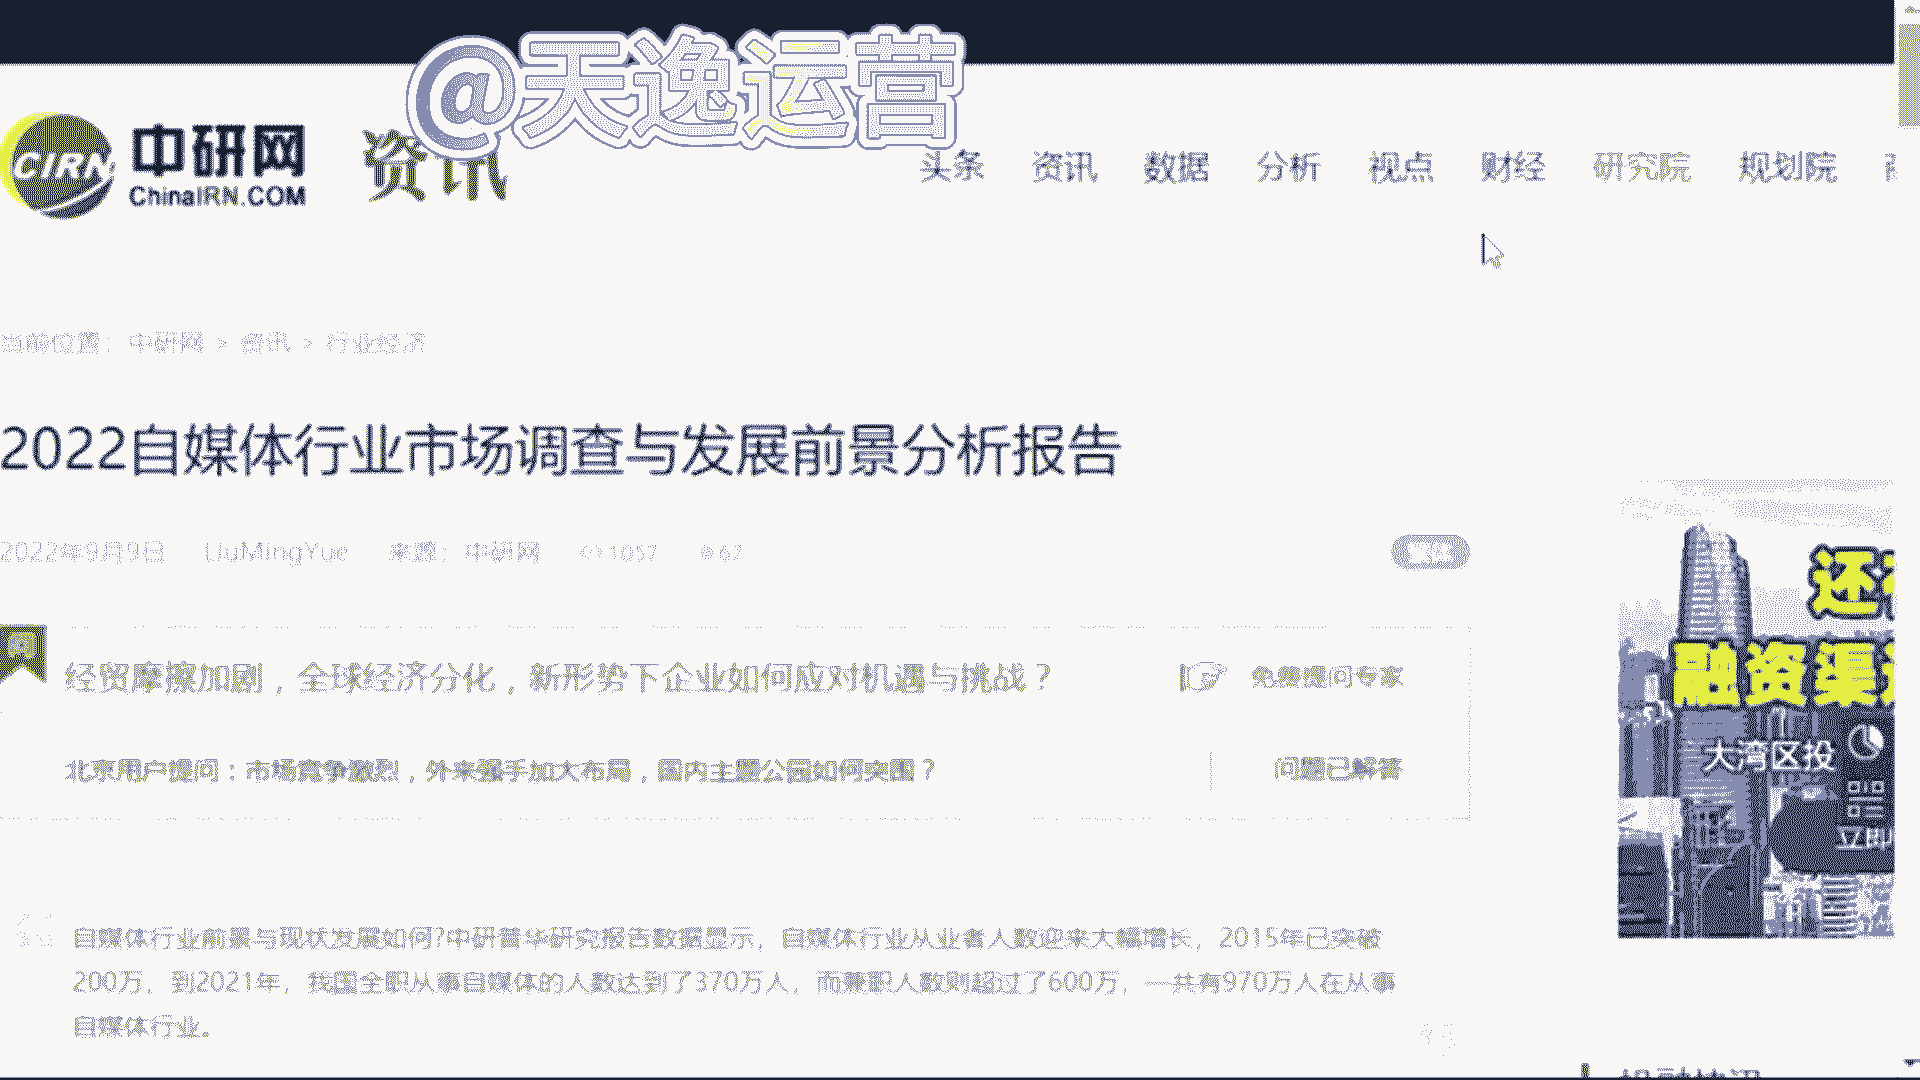 @天逸运营
CIRN 中研网 资讯
ChinaIRN.COM
头条 资讯 数据 分析 视点 财经 研究院 规划院
当前位置：中研网 > 资讯 > 行业经济
2022自媒体行业市场调查与发展前景分析报告
2022年9月9日 LiuMingYue 来源：中研网 1057 67
经贸摩擦加剧，全球经济分化，新形势下企业如何应对机遇与挑战？ 免费提问专家
北京用户提问：市场竞争激烈，外来强手加大布局，国内主题公园如何突围？ 问题已解答
还
融资渠
大湾区投
立即
自媒体行业前景与现状发展如何?中研普华研究报告数据显示，自媒体行业从业者人数迎来大幅增长，2015年已突破
200万，到2021年，我国全职从事自媒体的人数达到了370万人，而兼职人数则超过了600万，一共有970万人在从事
自媒体行业。